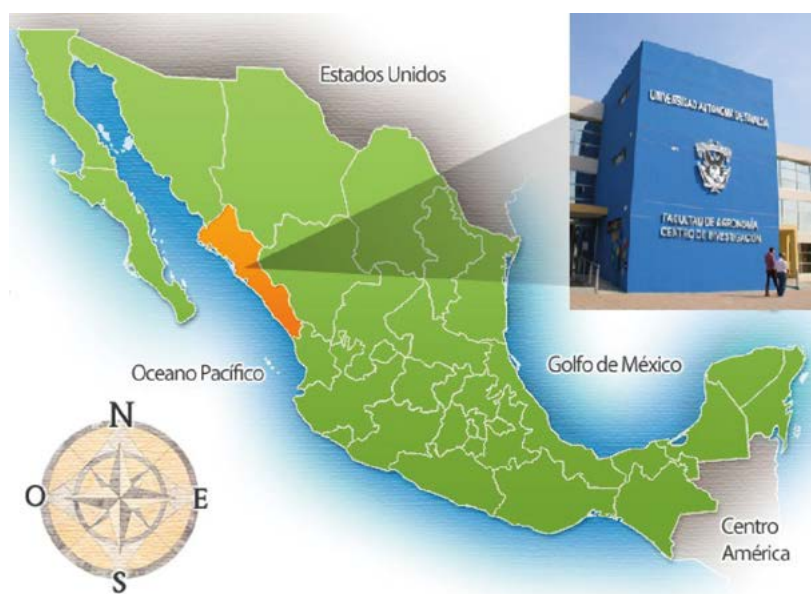 Estados Unidos
UNIVERSIDAD AUTÓNOMA DE SINALOA
FACULTAD DE AGRONOMÍA
CENTRO DE INVESTIGACIÓN
Oceano Pacífico
Golfo de México
N
O
E
S
Centro
América